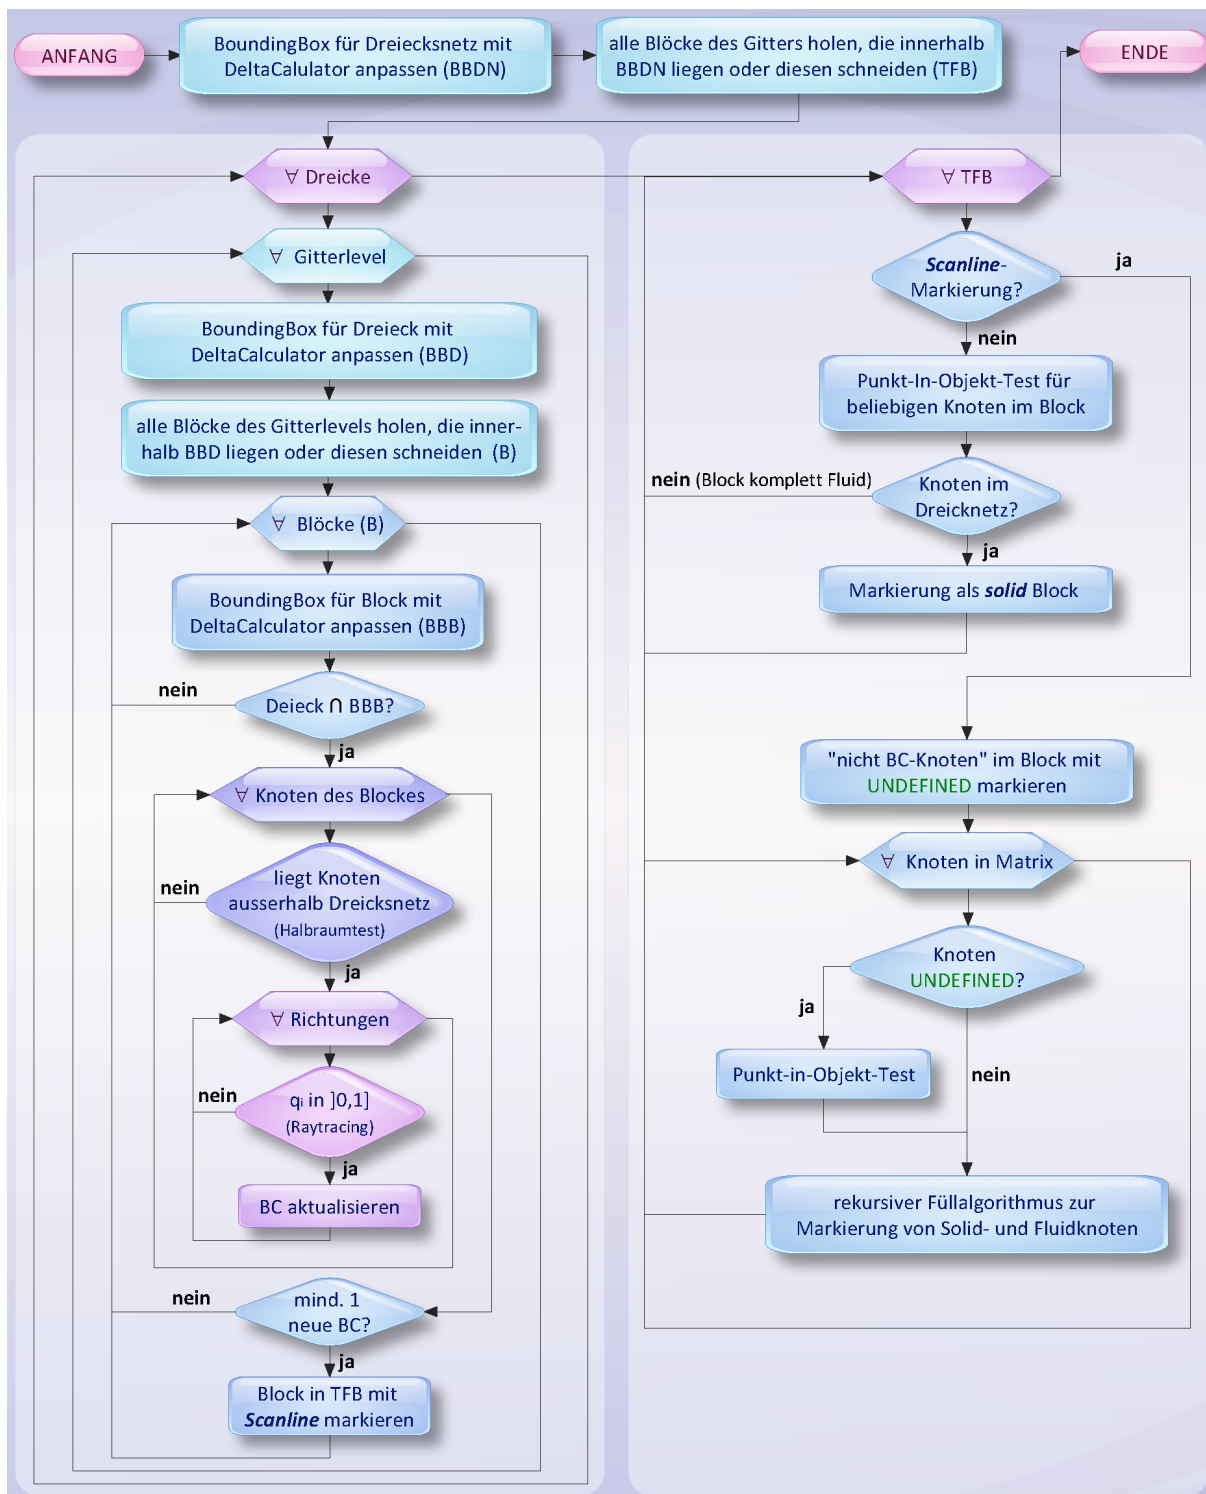 ANFANG
BoundingBox für Dreiecksnetz mit
DeltaCalulator anpassen (BBDN)
alle Blöcke des Gitters holen, die innerhalb
BBDN liegen oder diesen schneiden (TFB)
ENDE
∀ Dreicke
∀ Gitterlevel
BoundingBox für Dreieck mit
DeltaCalculator anpassen (BBD)
alle Blöcke des Gitterlevels holen, die inner-
halb BBD liegen oder diesen schneiden (B)
∀ Blöcke (B)
BoundingBox für Block mit
DeltaCalculator anpassen (BBB)
nein
Deieck ∩ BBB?
ja
∀ Knoten des Blockes
nein
liegt Knoten
ausserhalb Dreicksnetz
(Halbraumtest)
ja
∀ Richtungen
nein
qᵢ in ]0,1]
(Raytracing)
ja
BC aktualisieren
nein
mind. 1
neue BC?
ja
Block in TFB mit
Scanline markieren
∀ TFB
Scanline-
Markierung?
ja
nein
Punkt-In-Objekt-Test für
beliebigen Knoten im Block
nein (Block komplett Fluid)
Knoten im
Dreicknetz?
ja
Markierung als solid Block
"nicht BC-Knoten" im Block mit
UNDEFINED markieren
∀ Knoten in Matrix
Knoten
UNDEFINED?
ja
Punkt-in-Objekt-Test
nein
rekursiver Füllalgorithmus zur
Markierung von Solid- und Fluidknoten